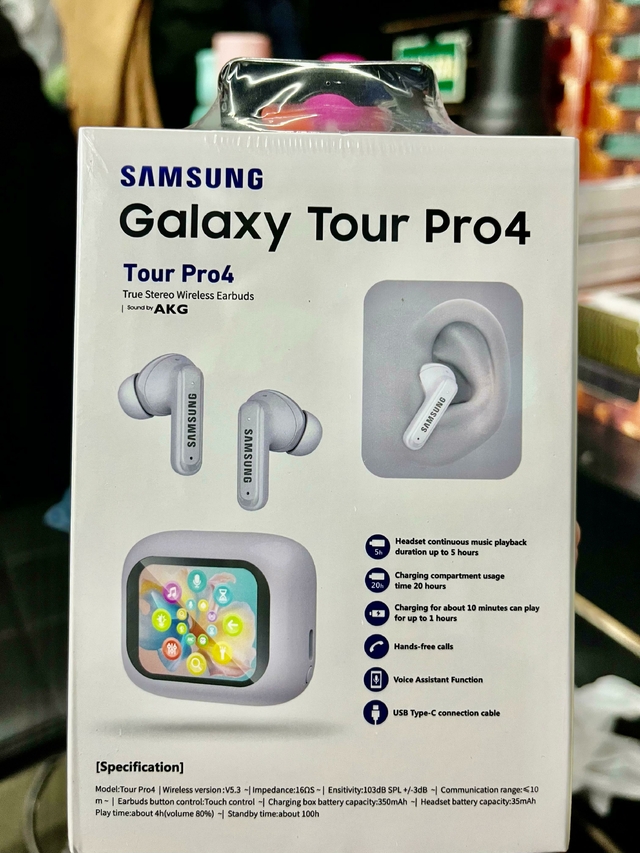 SAMSUNG
Galaxy Tour Pro4
Tour Pro4
True Stereo Wireless Earbuds
| Sound by AKG
SAMSUNG
SAMSUNG
SAMSUNG
5h
Headset continuous music playback
duration up to 5 hours
20h
Charging compartment usage
time 20 hours
Charging for about 10 minutes can play
for up to 1 hours
Hands-free calls
Voice Assistant Function
USB Type-C connection cable
[Specification]
Model:Tour Pro4 | Wireless version:V5.3 ~| Impedance:16ΩS ~ | Ensitivity:103dB SPL +/-3dB ~ | Communication range:⩽10
m ~ | Earbuds button control:Touch control ~| Charging box battery capacity:350mAh ~ | Headset battery capacity:35mAh
Play time:about 4h(volume 80%) ~| Standby time:about 100h